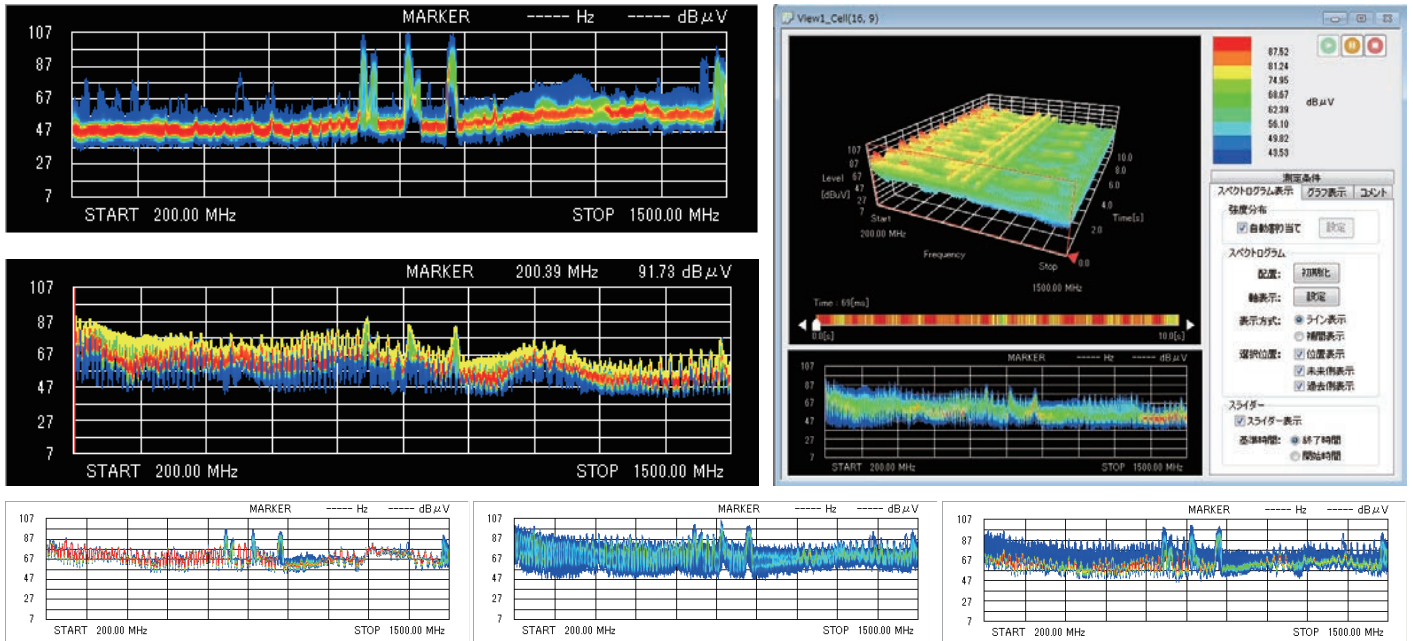 MARKER ----- Hz ----- dBμV
107
87
67
47
27
7
START 200.00 MHz STOP 1500.00 MHz
MARKER 200.39 MHz 91.73 dBμV
107
87
67
47
27
7
START 200.00 MHz STOP 1500.00 MHz
View1_Cell(16, 9)
107
87
67
47
27
7
Level
[dBuV]
Start
200.00 MHz
Frequency
Stop
1500.00 MHz
10.0
8.0
6.0
4.0
2.0
0.0
Time[s]
Time : 69[ms]
0.0[s] 10.0[s]
MARKER ----- Hz ----- dBμV
107
87
67
47
27
7
START 200.00 MHz STOP 1500.00 MHz
87.52
81.24
74.95
68.67
62.39
56.10
49.82
43.53
dBμV
測定条件
スペクトログラム表示 グラフ表示 コメント
強度分布
自動割り当て 設定
スペクトログラム
配置: 初期化
軸表示: 設定
表示方式: ライン表示
補間表示
選択位置: 位置表示
未来側表示
過去側表示
スライダー
スライダー表示
基準時間: 終了時間
開始時間
MARKER ----- Hz ----- dBμV
107
87
67
47
27
7
START 200.00 MHz STOP 1500.00 MHz
MARKER ----- Hz ----- dBμV
107
87
67
47
27
7
START 200.00 MHz STOP 1500.00 MHz
MARKER ----- Hz ----- dBμV
107
87
67
47
27
7
START 200.00 MHz STOP 1500.00 MHz